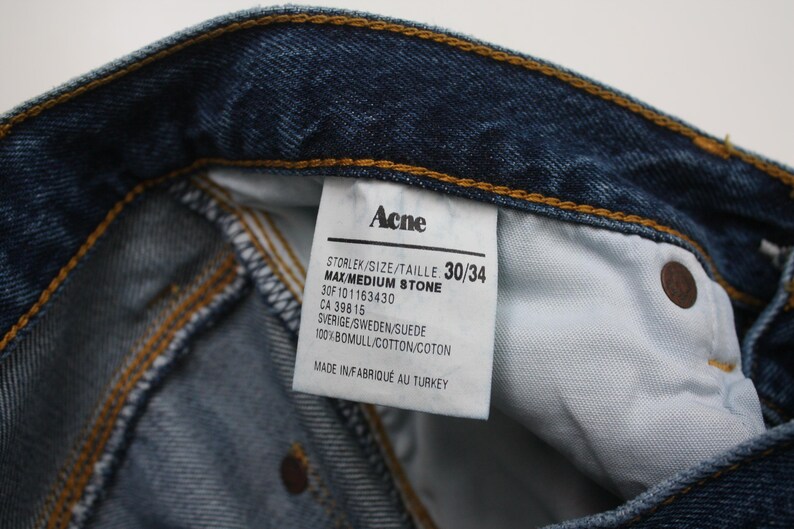 Acne
STORLEK/SIZE/TAILLE. 30/34
MAX/MEDIUM STONE
30F101163430
CA 39815
SVERIGE/SWEDEN/SUEDE
100%BOMULL/COTTON/COTON
MADE IN/FABRIQUÉ AU TURKEY